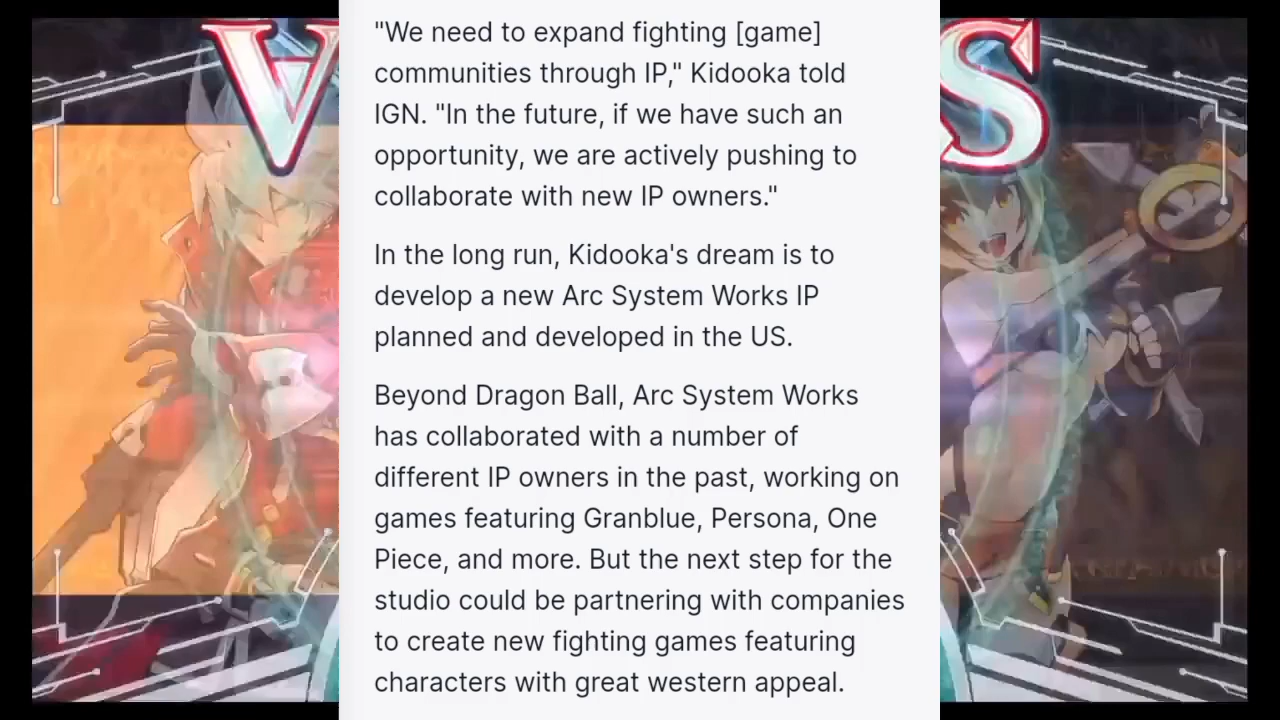 V S
"We need to expand fighting [game]
communities through IP," Kidooka told
IGN. "In the future, if we have such an
opportunity, we are actively pushing to
collaborate with new IP owners."
In the long run, Kidooka's dream is to
develop a new Arc System Works IP
planned and developed in the US.
Beyond Dragon Ball, Arc System Works
has collaborated with a number of
different IP owners in the past, working on
games featuring Granblue, Persona, One
Piece, and more. But the next step for the
studio could be partnering with companies
to create new fighting games featuring
characters with great western appeal.